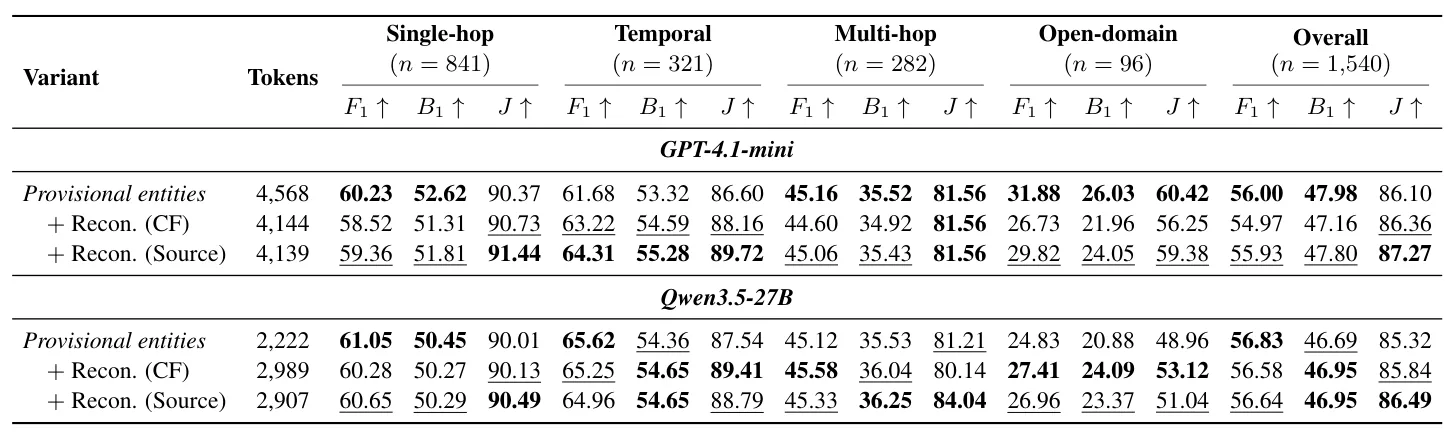 Variant Tokens Single-hop Temporal Multi-hop Open-domain Overall
(n = 841) (n = 321) (n = 282) (n = 96) (n = 1,540)
F1 ↑ B1 ↑ J ↑ F1 ↑ B1 ↑ J ↑ F1 ↑ B1 ↑ J ↑ F1 ↑ B1 ↑ J ↑ F1 ↑ B1 ↑ J ↑
GPT-4.1-mini
Provisional entities 4,568 60.23 52.62 90.37 61.68 53.32 86.60 45.16 35.52 81.56 31.88 26.03 60.42 56.00 47.98 86.10
+ Recon. (CF) 4,144 58.52 51.31 90.73 63.22 54.59 88.16 44.60 34.92 81.56 26.73 21.96 56.25 54.97 47.16 86.36
+ Recon. (Source) 4,139 59.36 51.81 91.44 64.31 55.28 89.72 45.06 35.43 81.56 29.82 24.05 59.38 55.93 47.80 87.27
Qwen3.5-27B
Provisional entities 2,222 61.05 50.45 90.01 65.62 54.36 87.54 45.12 35.53 81.21 24.83 20.88 48.96 56.83 46.69 85.32
+ Recon. (CF) 2,989 60.28 50.27 90.13 65.25 54.65 89.41 45.58 36.04 80.14 27.41 24.09 53.12 56.58 46.95 85.84
+ Recon. (Source) 2,907 60.65 50.29 90.49 64.96 54.65 88.79 45.33 36.25 84.04 26.96 23.37 51.04 56.64 46.95 86.49